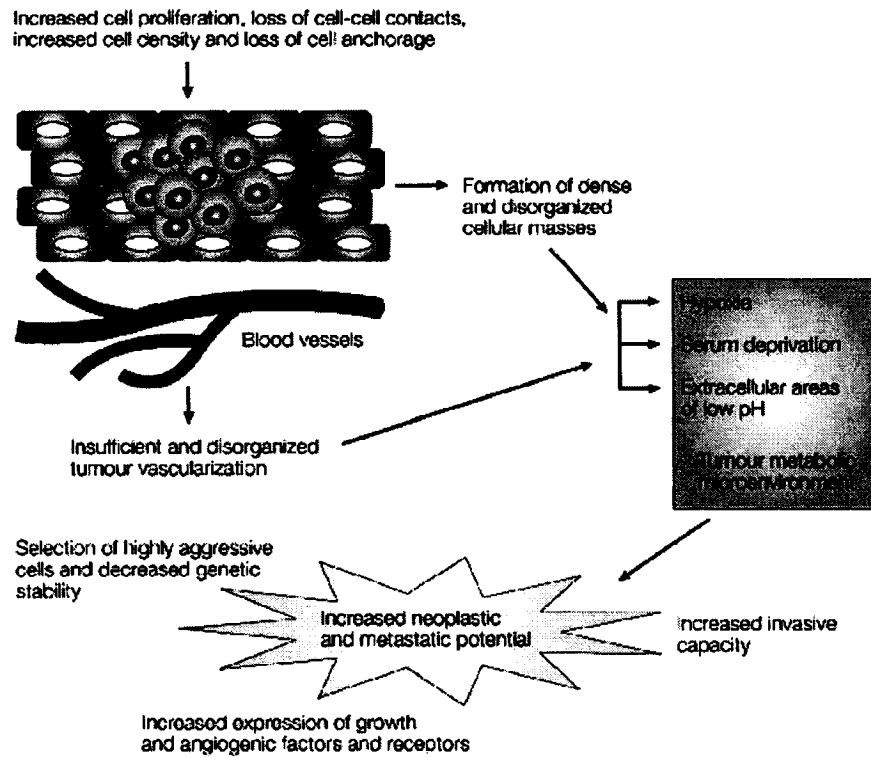 Increased cell proliferation, loss of cell-cell contacts,
increased cell density and loss of cell anchorage
Formation of dense
and disorganized
cellular masses
Blood vessels
Hypoxia
Serum deprivation
Extracellular areas
of low pH
Tumour metabolic
microenvironment
Insufficient and disorganized
tumour vascularization
Selection of highly aggressive
cells and decreased genetic
stability
Increased neoplastic
and metastatic potential
Increased invasive
capacity
Increased expression of growth
and angiogenic factors and receptors